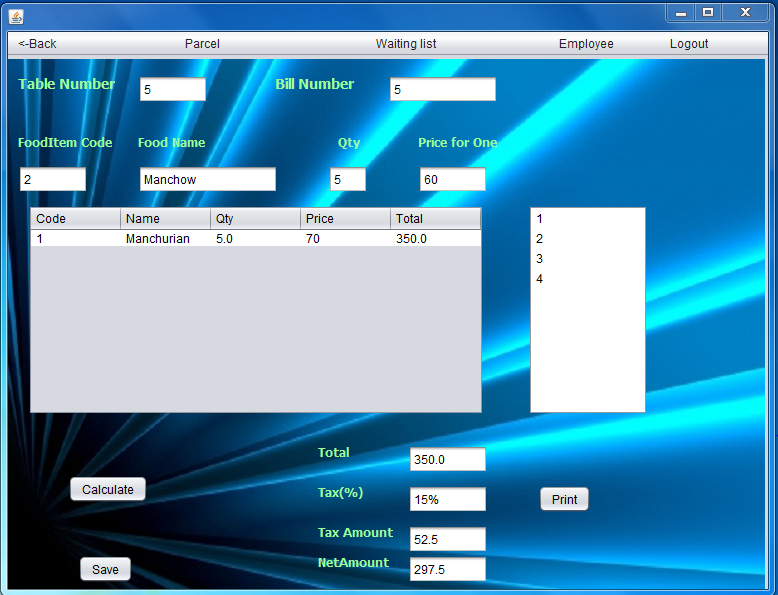 <-Back Parcel Waiting list Employee Logout
Table Number 5 Bill Number 5
FoodItem Code Food Name Qty Price for One
2 Manchow 5 60
Code Name Qty Price Total
1 Manchurian 5.0 70 350.0
1
2
3
4
Total 350.0
Calculate
Tax(%) 15% Print
Tax Amount 52.5
NetAmount 297.5
Save